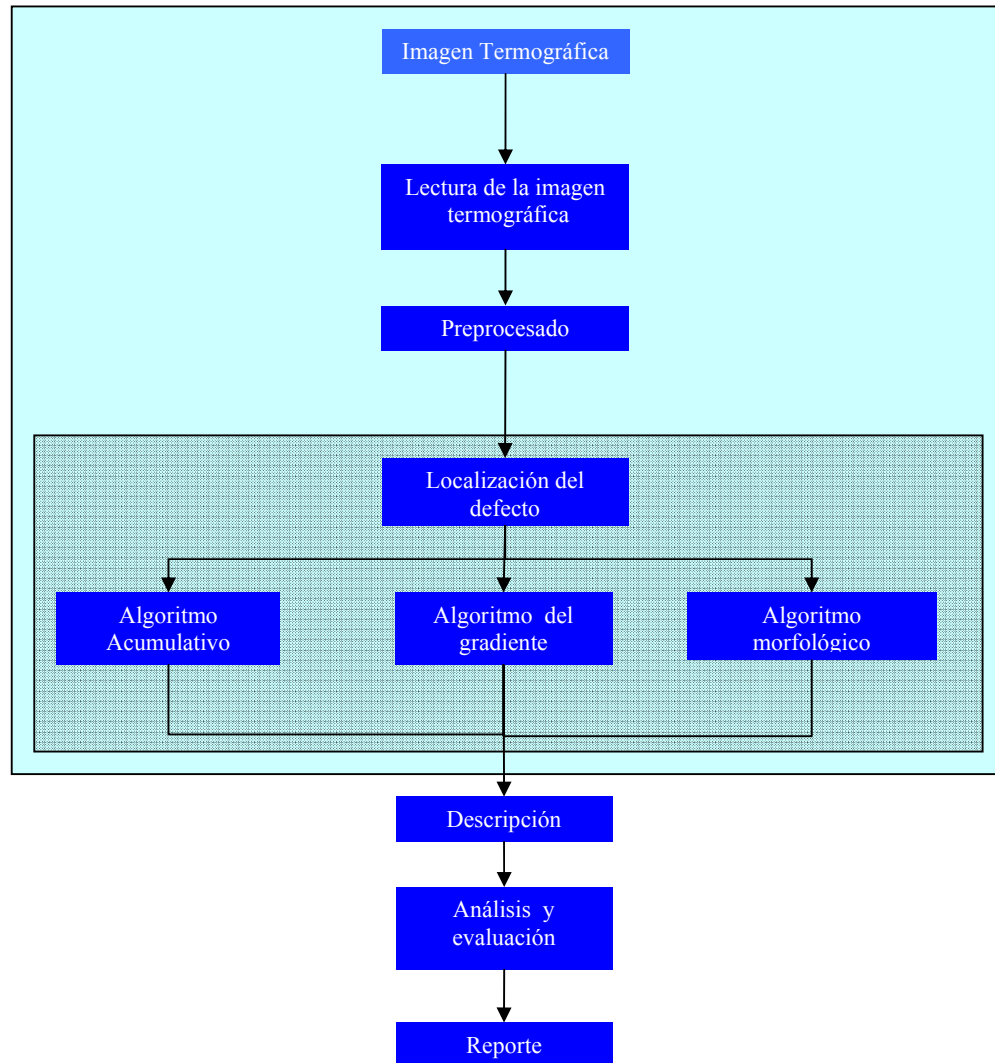 Imagen Termográfica
Lectura de la imagen
termográfica
Preprocesado
Localización del
defecto
Algoritmo
Acumulativo
Algoritmo del
gradiente
Algoritmo
morfológico
Descripción
Análisis y
evaluación
Reporte